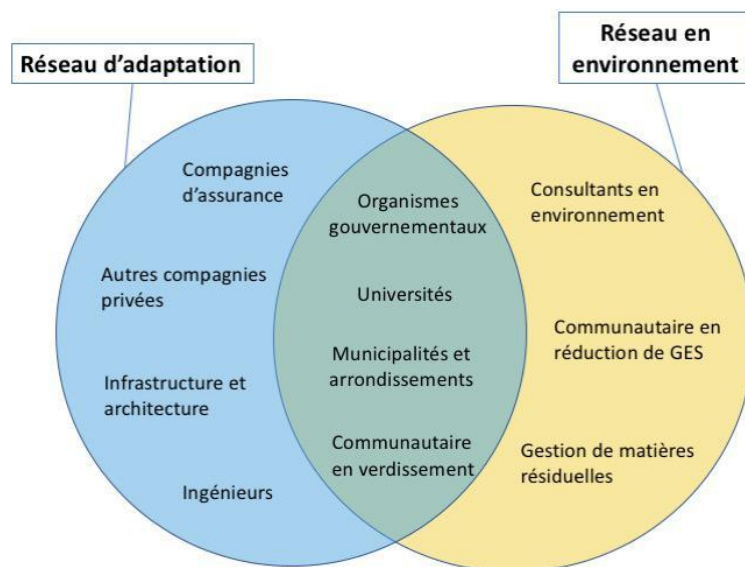 Réseau d'adaptation
Réseau en
environnement
Compagnies
d'assurance
Autres compagnies
privées
Infrastructure et
architecture
Ingénieurs
Organismes
gouvernementaux
Universités
Municipalités et
arrondissements
Communautaire
en verdissement
Consultants en
environnement
Communautaire en
réduction de GES
Gestion de matières
résiduelles